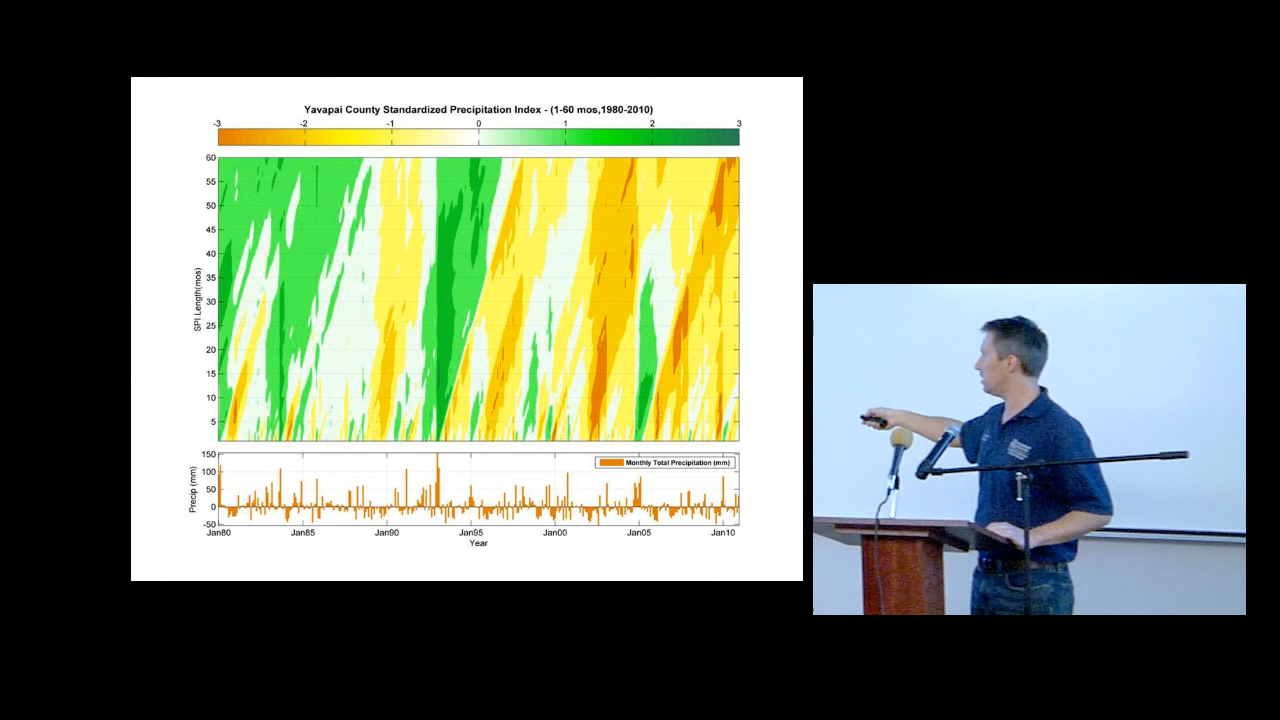 Yavapai County Standardized Precipitation Index - (1-60 mos,1980-2010)
-3 -2 -1 0 1 2 3
60
55
50
45
40
35
30
25
20
15
10
5
SPI Length(mos)
150
100
50
0
-50
Precip (mm)
Monthly Total Precipitation (mm)
Jan80 Jan85 Jan90 Jan95 Jan00 Jan05 Jan10
Year